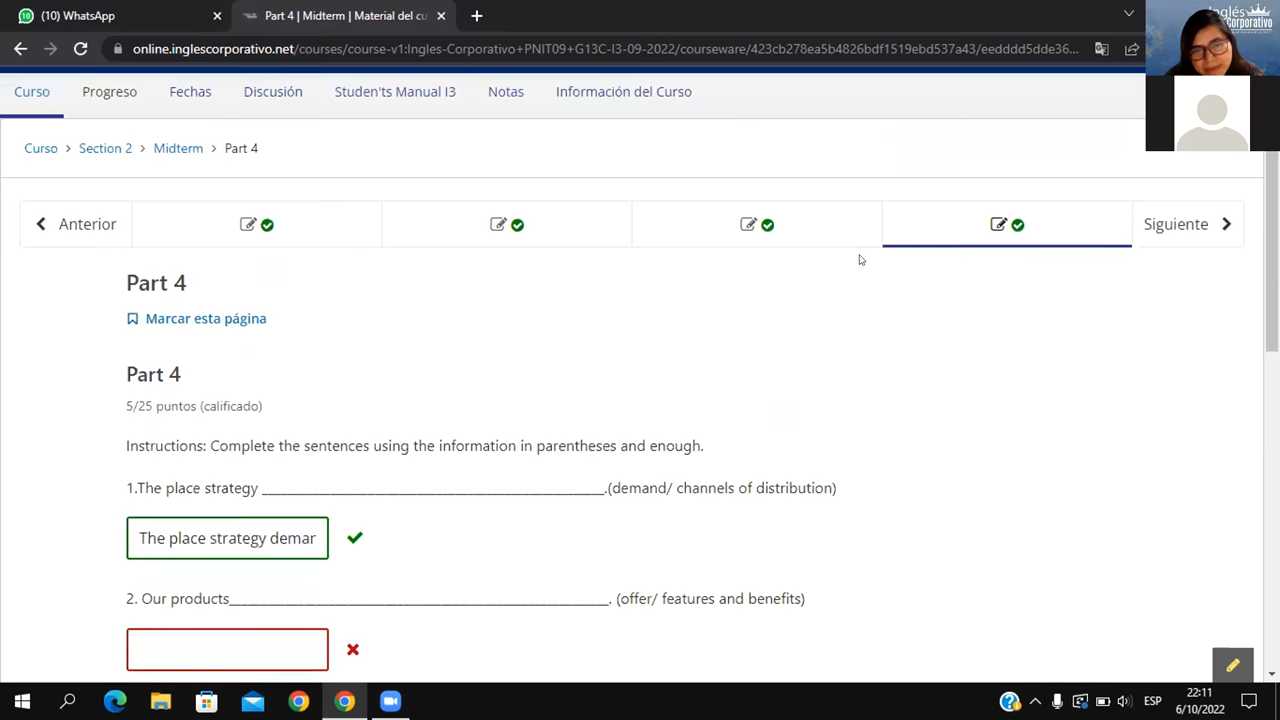 (10) WhatsApp
Part 4 | Midterm | Material del cu
online.inglescorporativo.net/courses/course-v1:Ingles-Corporativo+PNIT09+G13C-I3-09-2022/courseware/423cb278ea5b4826bdf1519ebd537a43/eedddd5dde36...
Inglés
Corporativo
Curso
Progreso
Fechas
Discusión
Studen'ts Manual I3
Notas
Información del Curso
Curso > Section 2 > Midterm > Part 4
Anterior
Siguiente
Part 4
Marcar esta página
Part 4
5/25 puntos (calificado)
Instructions: Complete the sentences using the information in parentheses and enough.
1.The place strategy ______________________________________________.(demand/ channels of distribution)
The place strategy demar
2. Our products___________________________________________________. (offer/ features and benefits)
ESP
22:11
6/10/2022